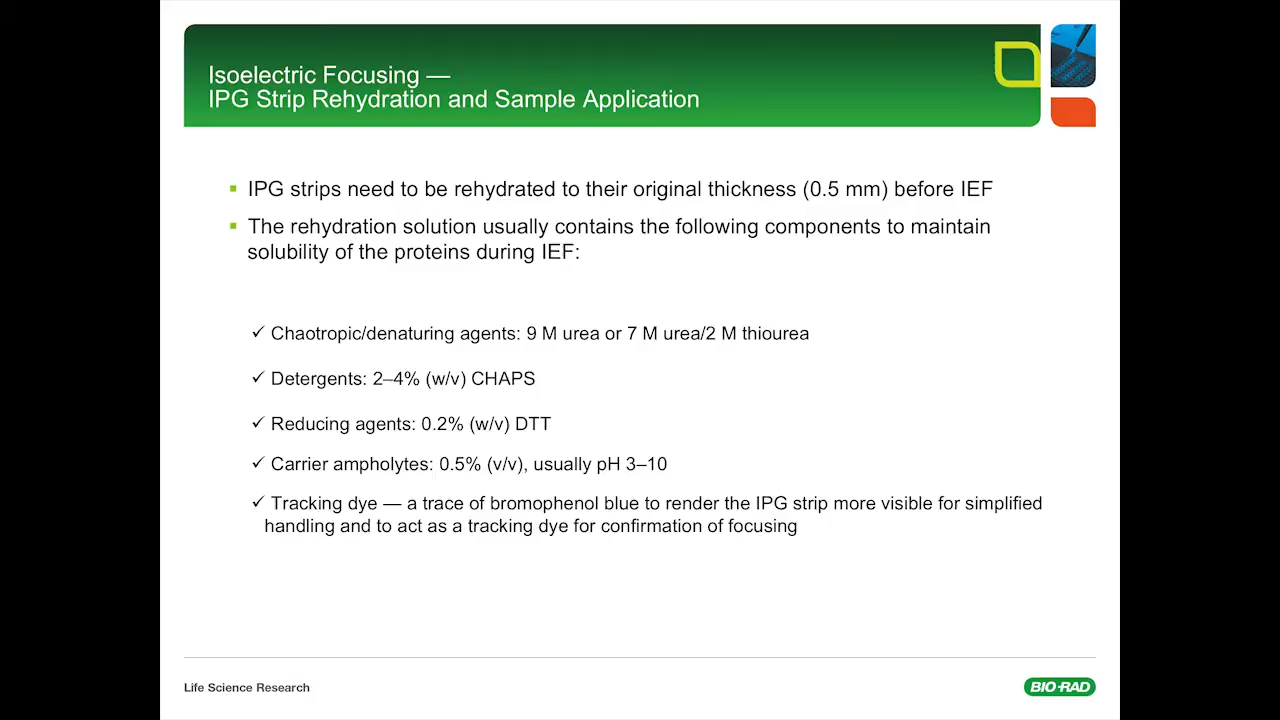 Isoelectric Focusing —
IPG Strip Rehydration and Sample Application
▪ IPG strips need to be rehydrated to their original thickness (0.5 mm) before IEF
▪ The rehydration solution usually contains the following components to maintain
solubility of the proteins during IEF:
✓ Chaotropic/denaturing agents: 9 M urea or 7 M urea/2 M thiourea
✓ Detergents: 2–4% (w/v) CHAPS
✓ Reducing agents: 0.2% (w/v) DTT
✓ Carrier ampholytes: 0.5% (v/v), usually pH 3–10
✓ Tracking dye — a trace of bromophenol blue to render the IPG strip more visible for simplified
handling and to act as a tracking dye for confirmation of focusing
Life Science Research
BIO-RAD